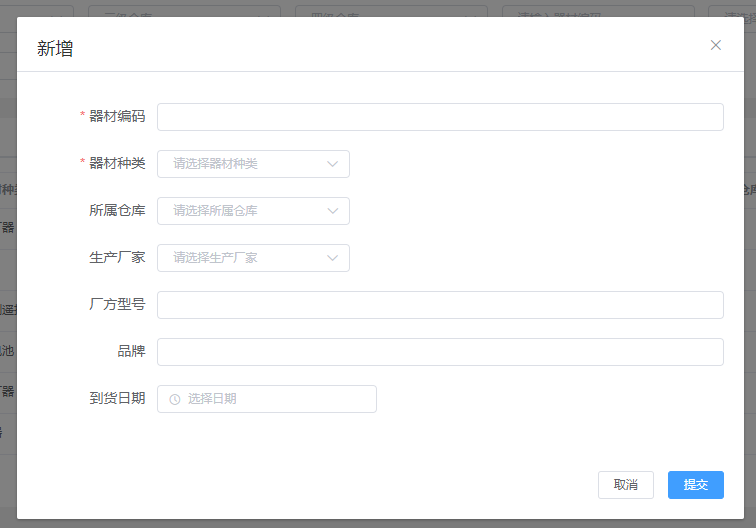 新增
* 器材编码
* 器材种类 请选择器材种类
所属仓库 请选择所属仓库
生产厂家 请选择生产厂家
厂方型号
品牌
到货日期 选择日期
取消 提交